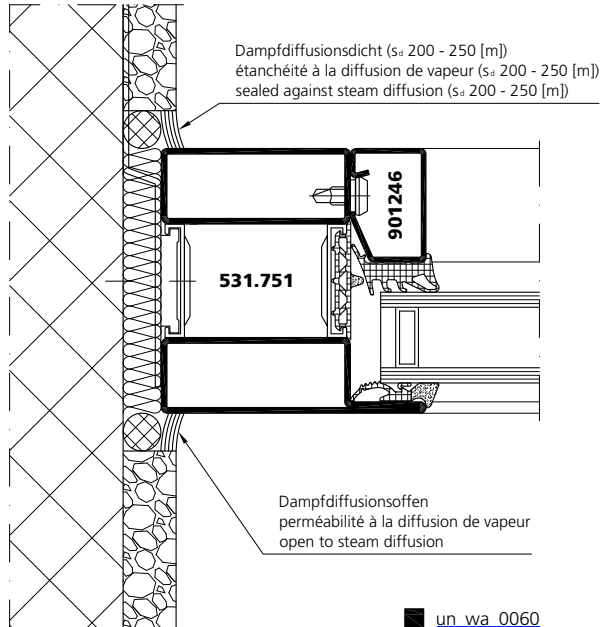 Dampfdiffusionsdicht (sd 200 - 250 [m])
étanchéité à la diffusion de vapeur (sd 200 - 250 [m])
sealed against steam diffusion (sd 200 - 250 [m])
901246
531.751
Dampfdiffusionsoffen
perméabilité à la diffusion de vapeur
open to steam diffusion
un_wa_0060